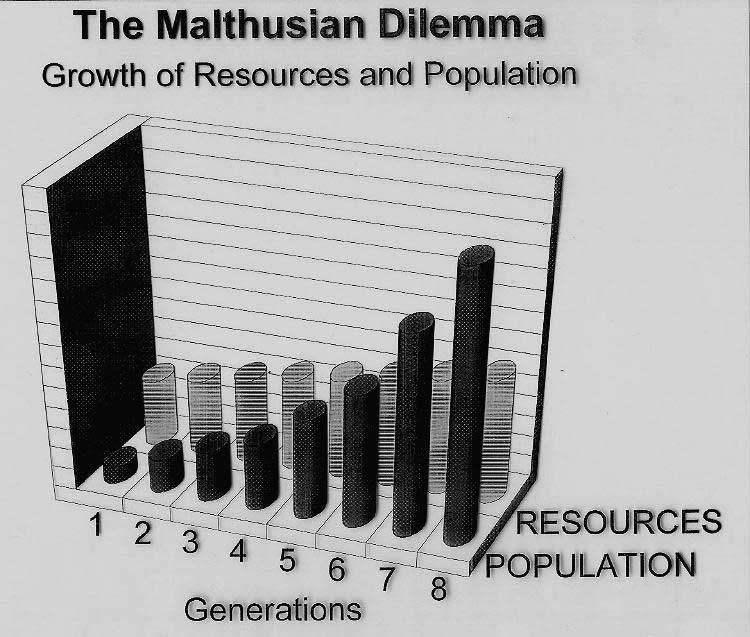 The Malthusian Dilemma
Growth of Resources and Population
1 2 3 4 5 6 7 8
RESOURCES
POPULATION
Generations